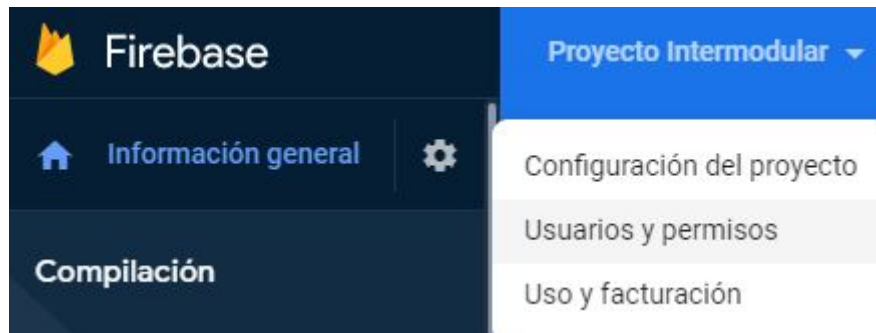 Firebase
Proyecto Intermodular
Información general
Configuración del proyecto
Usuarios y permisos
Compilación
Uso y facturación